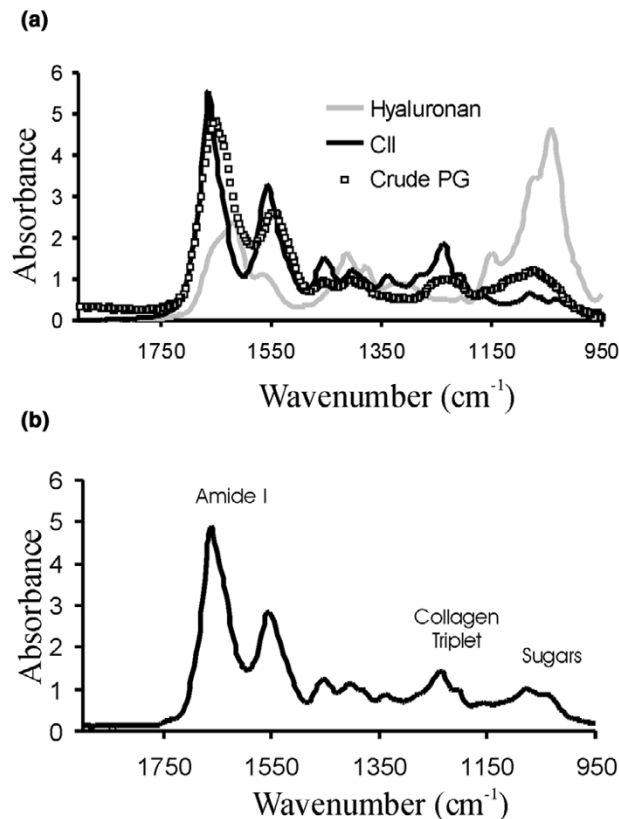 (a)
6
5
4
3
2
1
0
Absorbance
Hyaluronan
CII
Crude PG
1750 1550 1350 1150 950
Wavenumber (cm⁻¹)
(b)
6
5
4
3
2
1
0
Absorbance
Amide I
Collagen
Triplet
Sugars
1750 1550 1350 1150 950
Wavenumber (cm⁻¹)